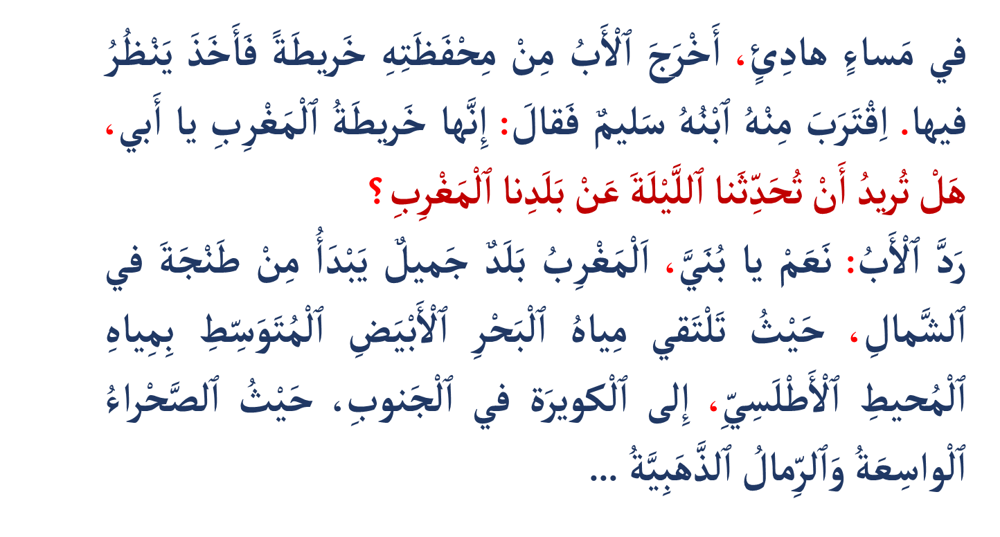 في مَساءٍ هادِئٍ، أَخْرَجَ ٱلْأَبُ مِنْ مِحْفَظَتِهِ خَريطَةً فَأَخَذَ يَنْظُرُ
فيها. اِقْتَرَبَ مِنْهُ ٱبْنُهُ سَليمٌ فَقالَ: إِنَّها خَريطَةُ ٱلْمَغْرِبِ يا أَبي،
هَلْ تُريدُ أَنْ تُحَدِّثَنا ٱللَّيْلَةَ عَنْ بَلَدِنا ٱلْمَغْرِبِ؟
رَدَّ ٱلْأَبُ: نَعَمْ يا بُنَيَّ، اَلْمَغْرِبُ بَلَدٌ جَميلٌ يَبْدَأُ مِنْ طَنْجَةَ في
ٱلشَّمالِ، حَيْثُ تَلْتَقي مِياهُ ٱلْبَحْرِ ٱلْأَبْيَضِ ٱلْمُتَوَسِّطِ بِمِياهِ
ٱلْمُحيطِ ٱلْأَطْلَسِيِّ، إِلى ٱلْكويرَة في ٱلْجَنوبِ، حَيْثُ ٱلصَّحْراءُ
ٱلْواسِعَةُ وَٱلرِّمالُ ٱلذَّهَبِيَّةُ ...